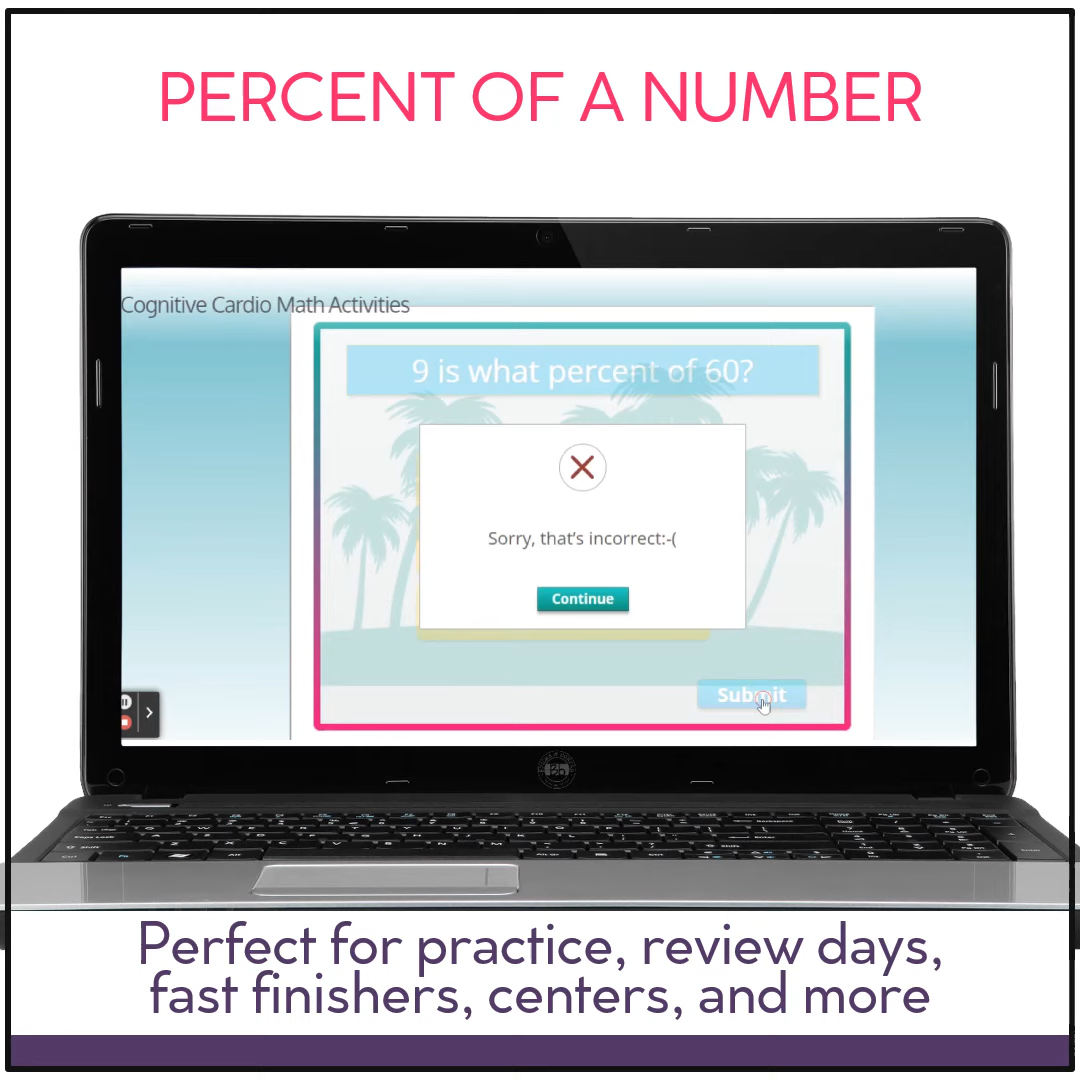 PERCENT OF A NUMBER
Cognitive Cardio Math Activities
9 is what percent of 60?
Sorry, that's incorrect:-(
Continue
Submit
Perfect for practice, review days,
fast finishers, centers, and more